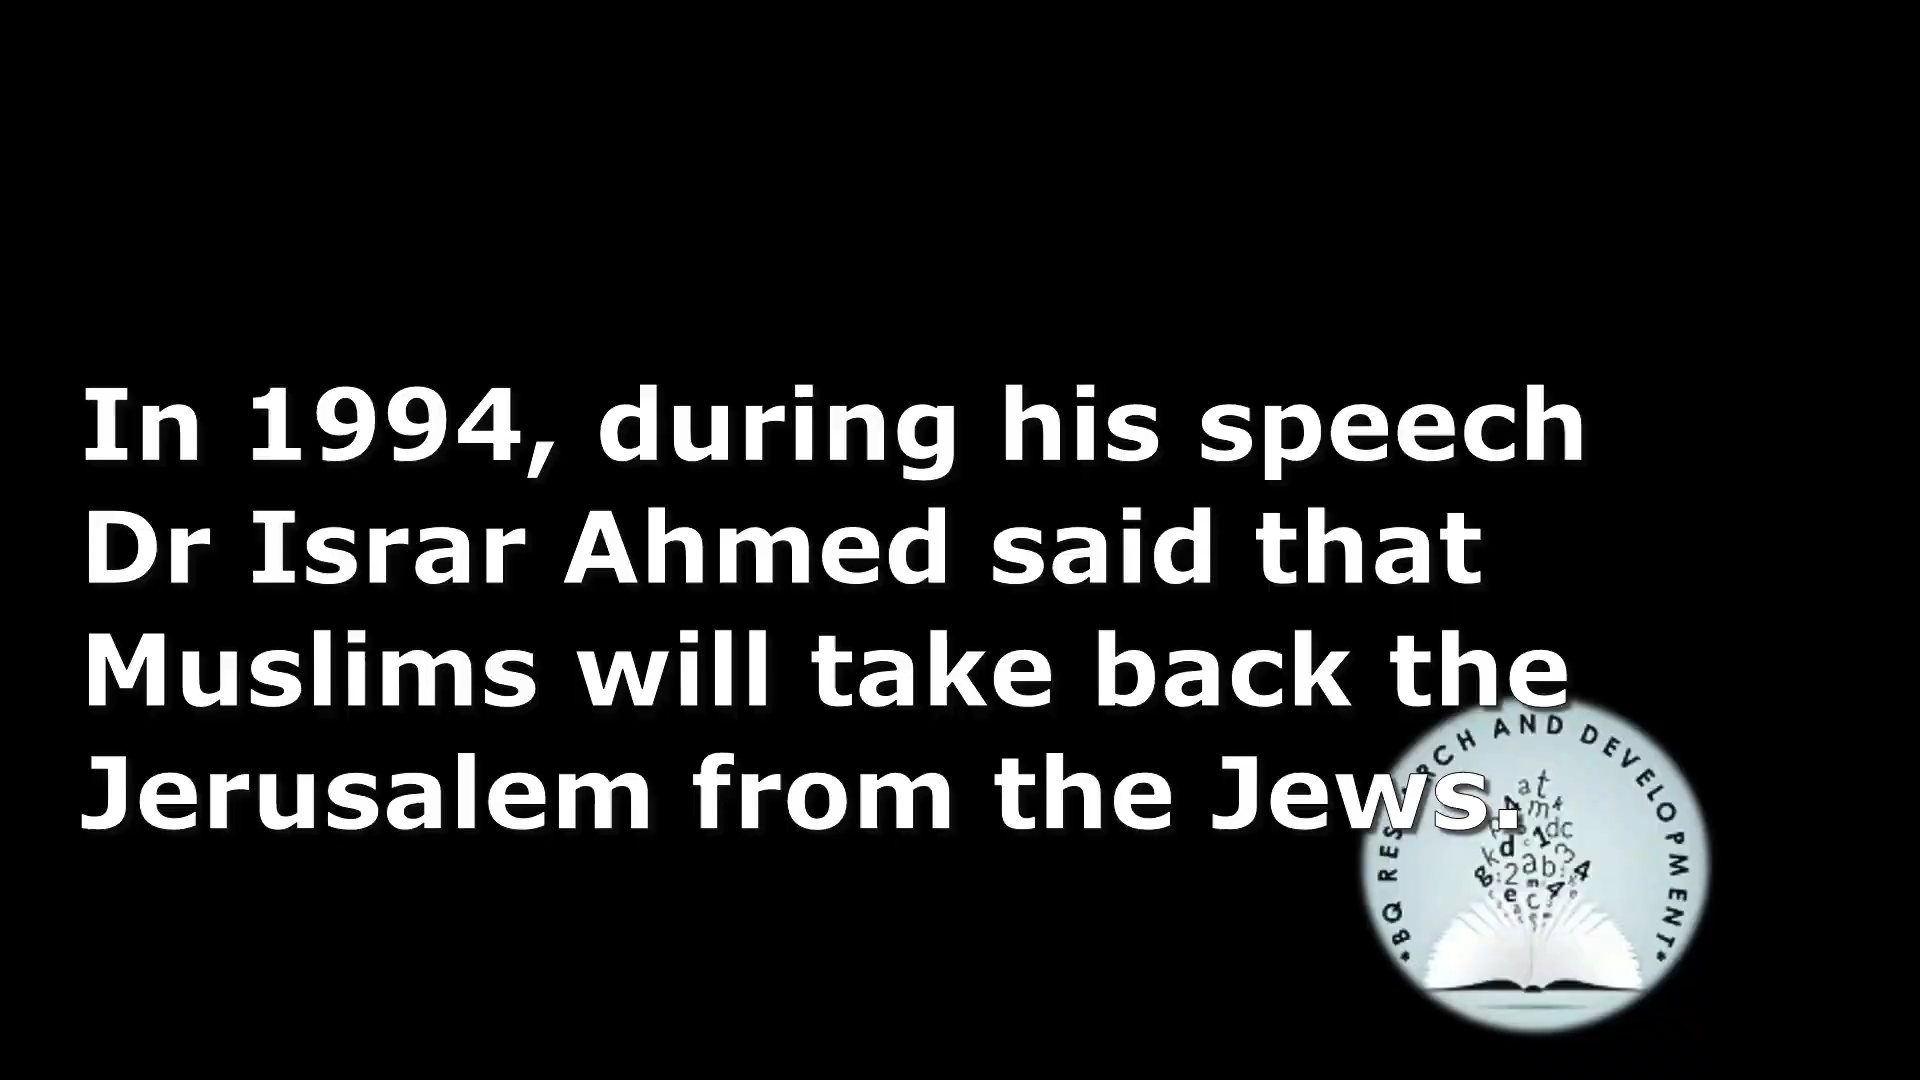 In 1994, during his speech
Dr Israr Ahmed said that
Muslims will take back the
Jerusalem from the Jews.
BQ RESEARCH AND DEVELOPMENT